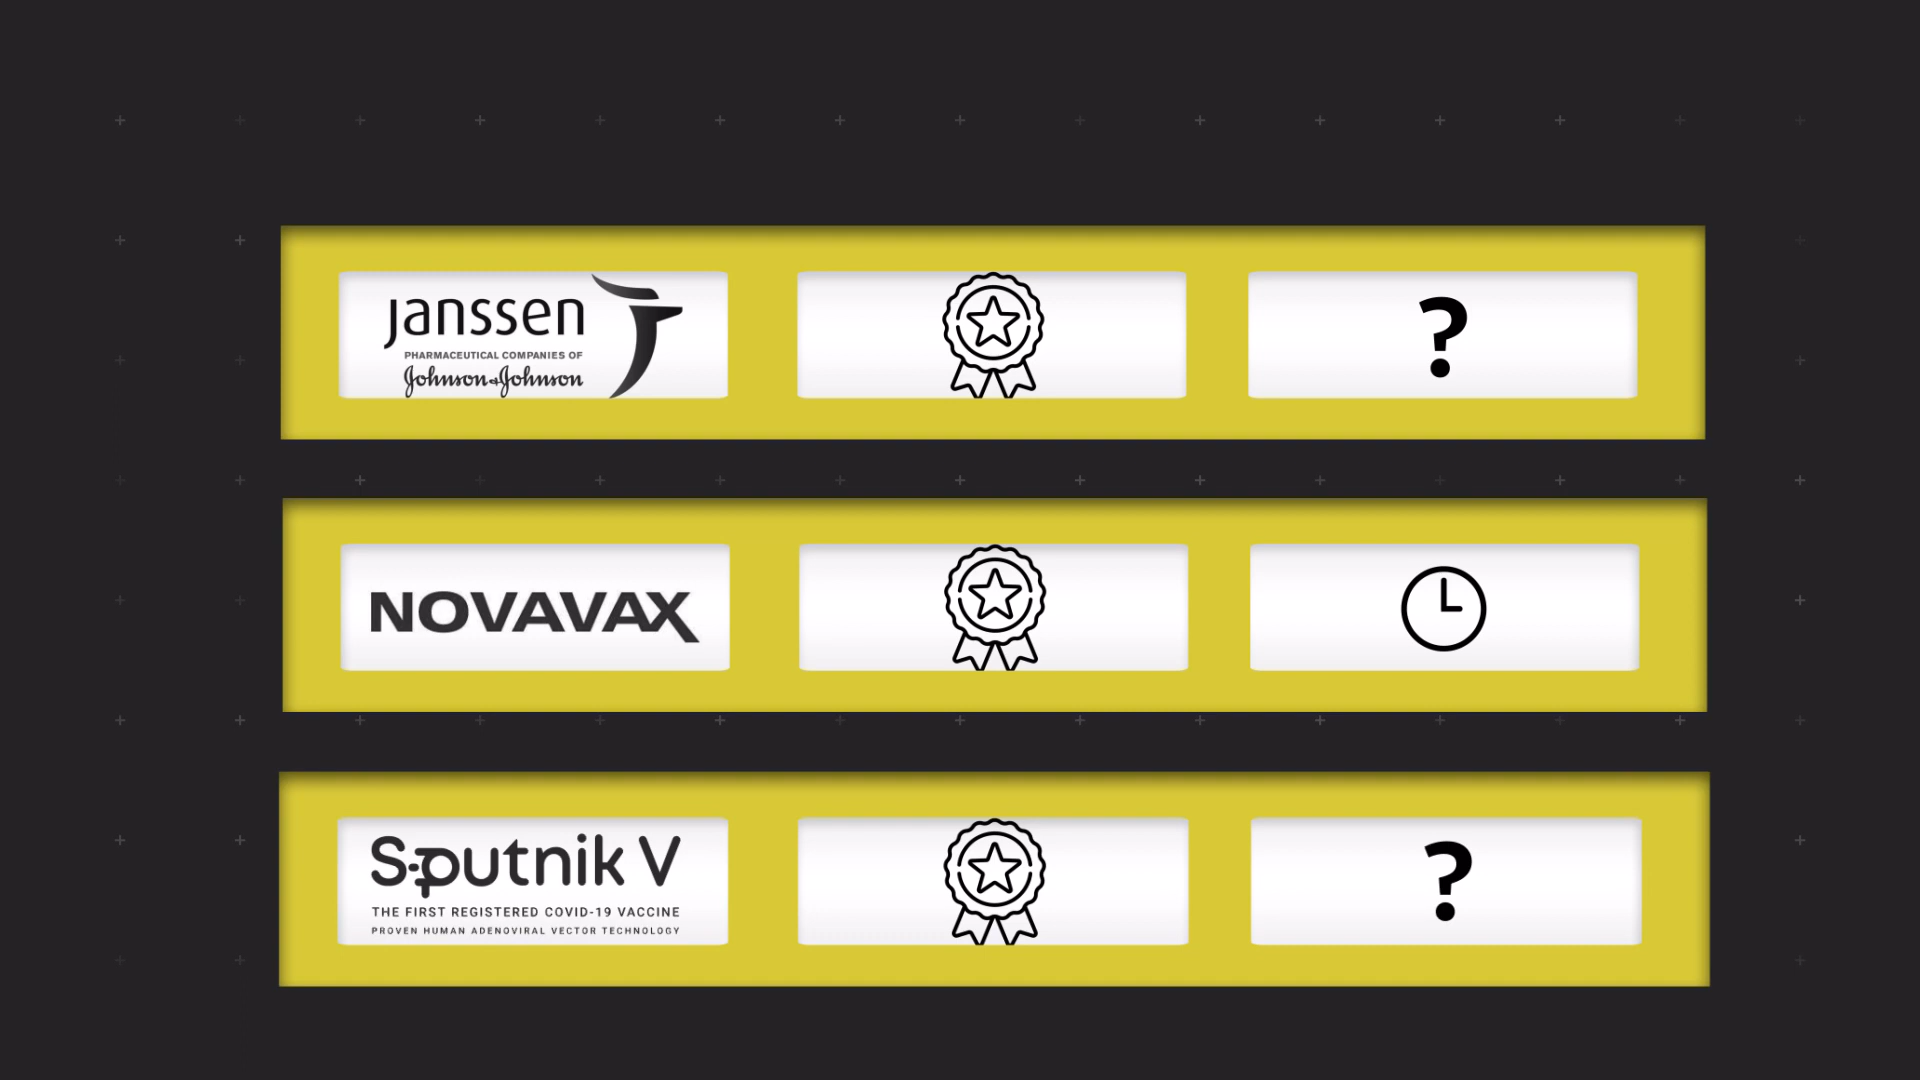 Janssen
PHARMACEUTICAL COMPANIES OF
Johnson & Johnson
?
NOVAVAX
Sputnik V
THE FIRST REGISTERED COVID-19 VACCINE
PROVEN HUMAN ADENOVIRAL VECTOR TECHNOLOGY
?